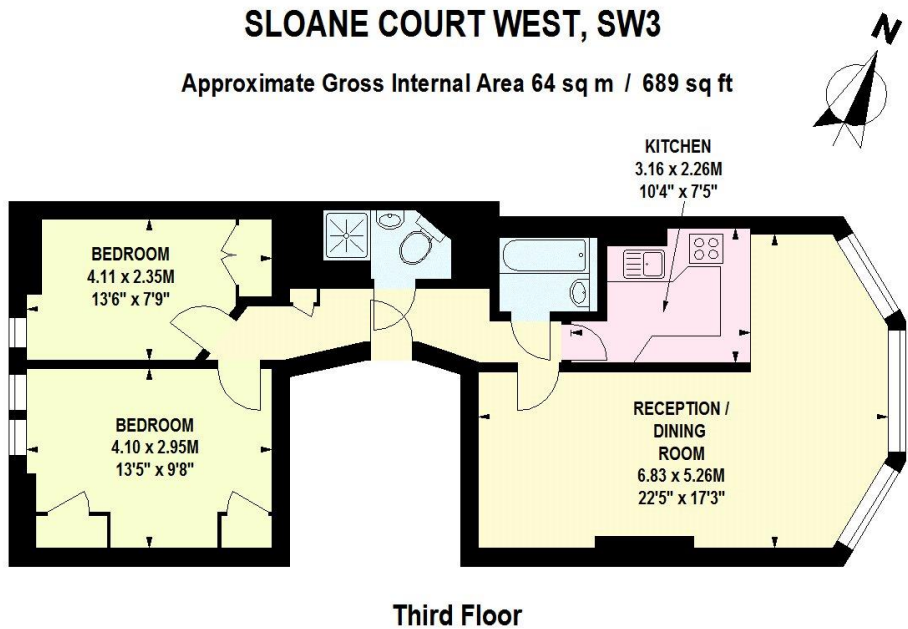 SLOANE COURT WEST, SW3
Approximate Gross Internal Area 64 sq m / 689 sq ft
N
KITCHEN
3.16 x 2.26M
10'4" x 7'5"
BEDROOM
4.11 x 2.35M
13'6" x 7'9"
BEDROOM
4.10 x 2.95M
13'5" x 9'8"
RECEPTION /
DINING
ROOM
6.83 x 5.26M
22'5" x 17'3"
Third Floor